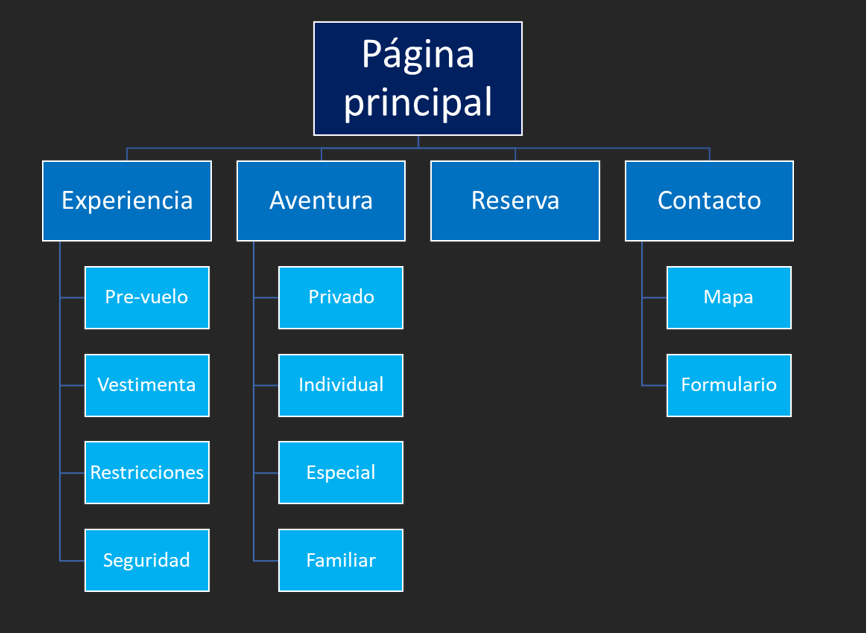 Página
principal
Experiencia
Aventura
Reserva
Contacto
Pre-vuelo
Privado
Mapa
Vestimenta
Individual
Formulario
Restricciones
Especial
Seguridad
Familiar